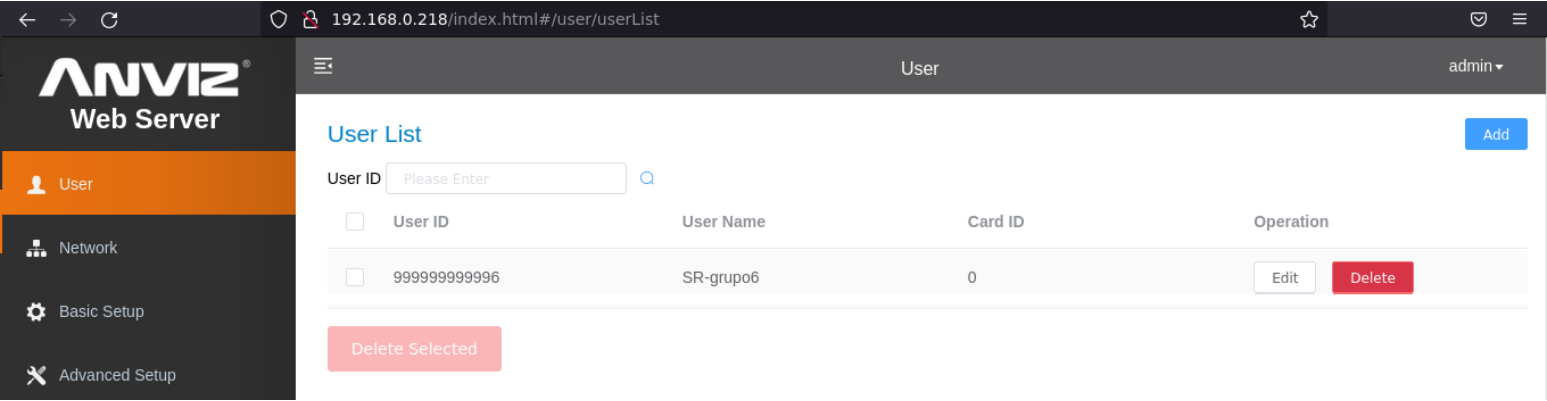 192.168.0.218/index.html#/user/userList
ANVIZ®
Web Server
User
admin
User
Network
Basic Setup
Advanced Setup
User List
Add
User ID Please Enter
User ID User Name Card ID Operation
999999999996 SR-grupo6 0 Edit Delete
Delete Selected